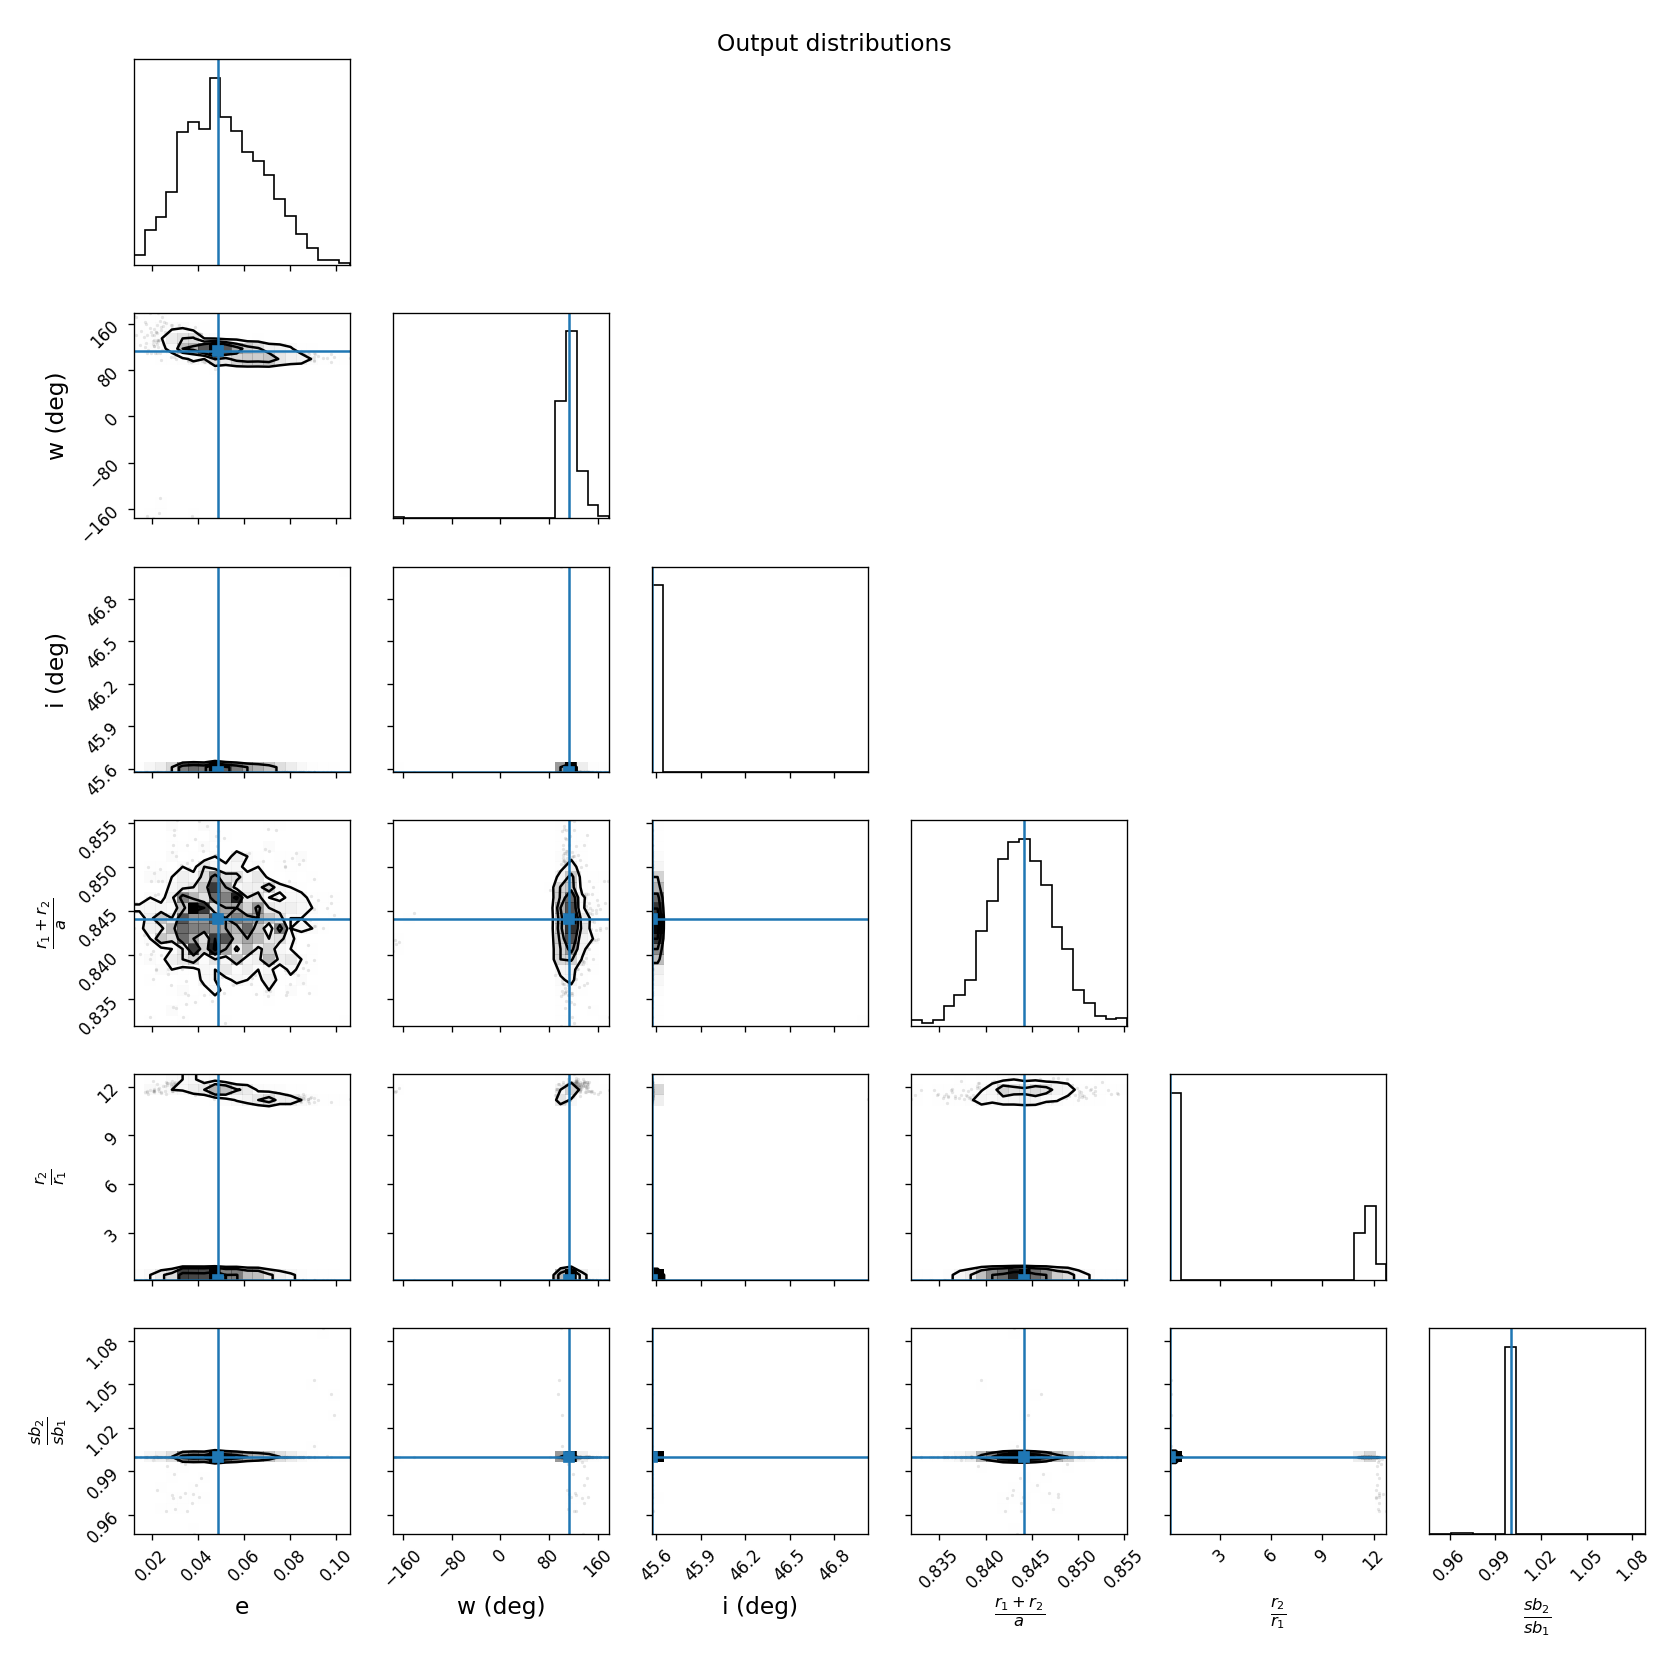 Output distributions
w (deg)
160
80
0
−80
−160
i (deg)
46.8
46.5
46.2
45.9
45.6
r₁ + r₂
a
0.855
0.850
0.845
0.840
0.835
r₂
r₁
12
9
6
3
sb₂
sb₁
1.08
1.05
1.02
0.99
0.96
0.02 0.04 0.06 0.08 0.10
−160 −80 0 80 160
45.6 45.9 46.2 46.5 46.8
0.835 0.840 0.845 0.850 0.855
3 6 9 12
0.96 0.99 1.02 1.05 1.08
e
w (deg)
i (deg)
r₁ + r₂
a
r₂
r₁
sb₂
sb₁